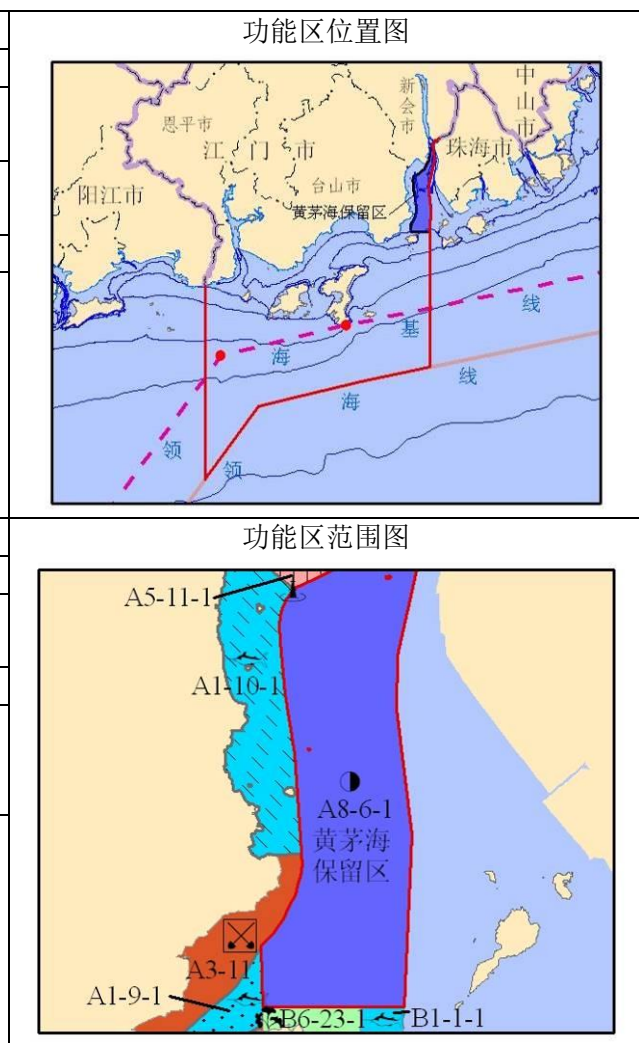 功能区位置图
中山市
新会市
恩平市
江门市
珠海市
台山市
阳江市
黄茅海保留区
领海基线
领海线
功能区范围图
A5-11-1
A1-10-1
A8-6-1
黄茅海
保留区
A3-11
A1-9-1
B6-23-1
B1-1-1